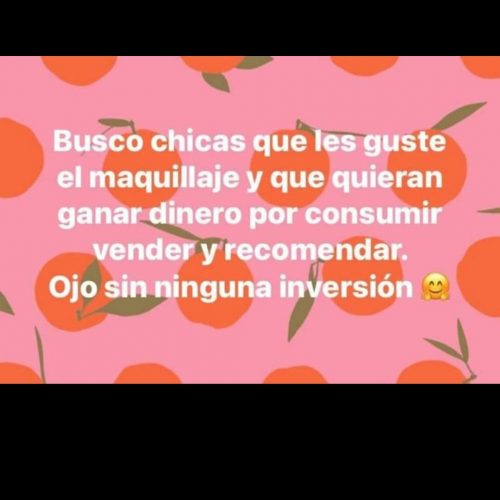 Busco chicas que les guste
el maquillaje y que quieran
ganar dinero por consumir
vender y recomendar.
Ojo sin ninguna inversión 🤗